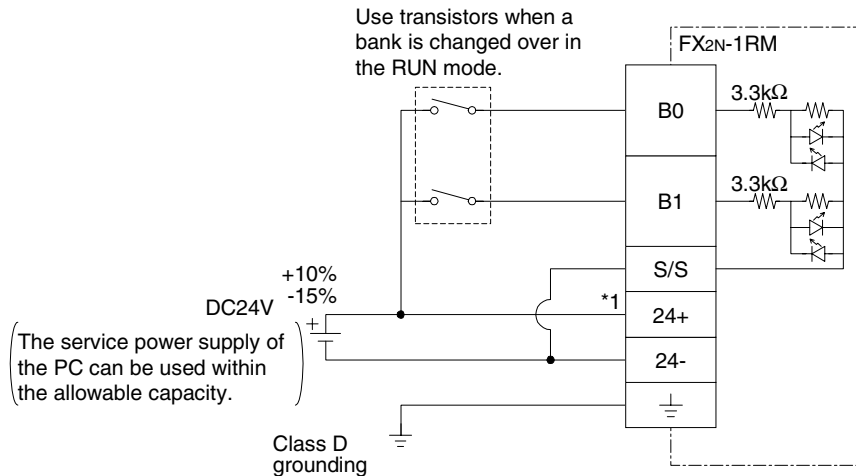 Use transistors when a
bank is changed over in
the RUN mode.
FX2N-1RM
3.3kΩ
B0
3.3kΩ
B1
S/S
+10%
-15%
*1
DC24V
24+
+
The service power supply of
the PC can be used within
the allowable capacity.
24-
Class D
grounding